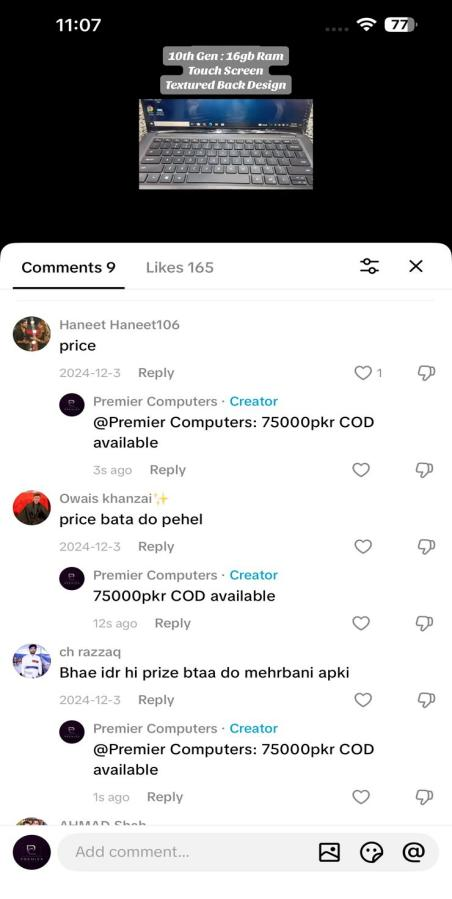 11:07
77
10th Gen : 16gb Ram
Touch Screen
Textured Back Design
Comments 9
Likes 165
Haneet Haneet106
price
2024-12-3 Reply
1
Premier Computers · Creator
@Premier Computers: 75000pkr COD
available
3s ago Reply
Owais khanzai✨
price bata do pehel
2024-12-3 Reply
Premier Computers · Creator
75000pkr COD available
12s ago Reply
ch razzaq
Bhae idr hi prize btaa do mehrbani apki
2024-12-3 Reply
Premier Computers · Creator
@Premier Computers: 75000pkr COD
available
1s ago Reply
AHMAD Shah
PREMIER
Add comment...